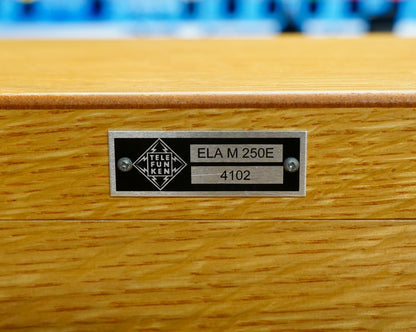 TELE
FUN
KEN
ELA M 250E
4102